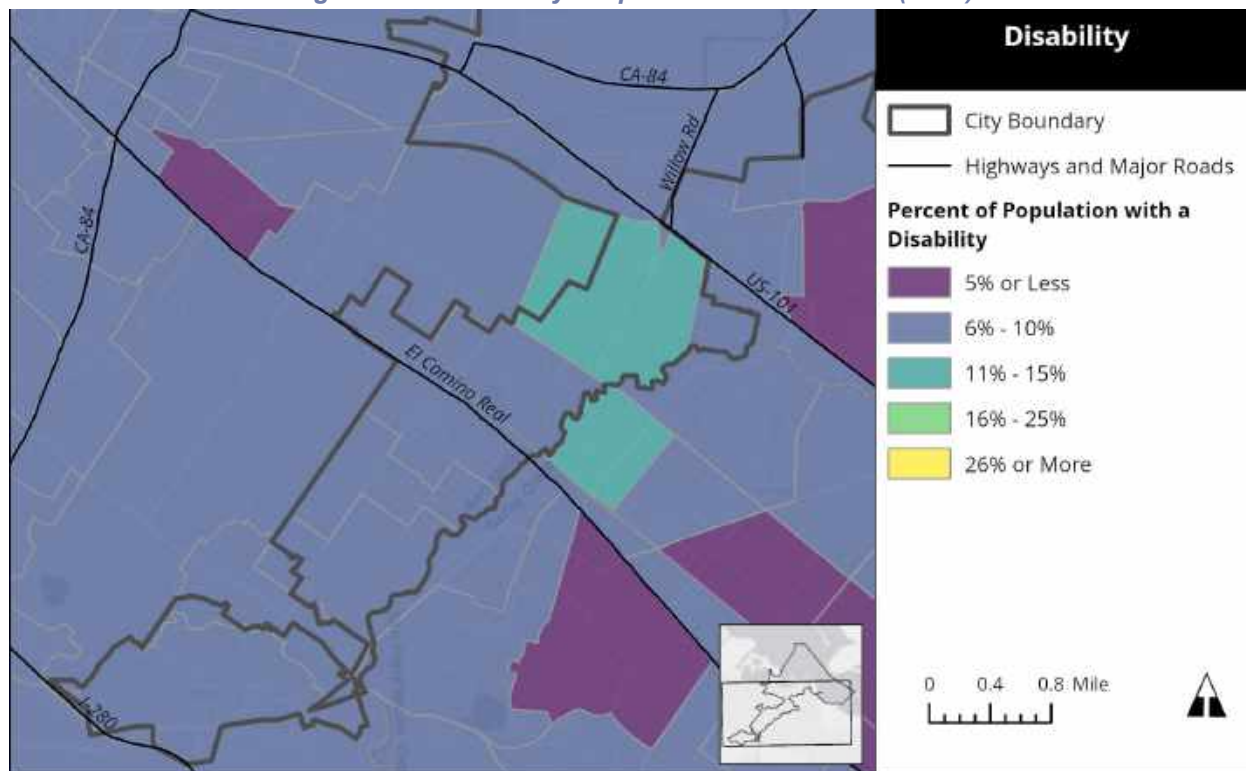 Disability
City Boundary
Highways and Major Roads
Percent of Population with a
Disability
5% or Less
6% - 10%
11% - 15%
16% - 25%
26% or More
0 0.4 0.8 Mile
CA-84
Willow Rd
CA-84
US-101
El Camino Real
I-280